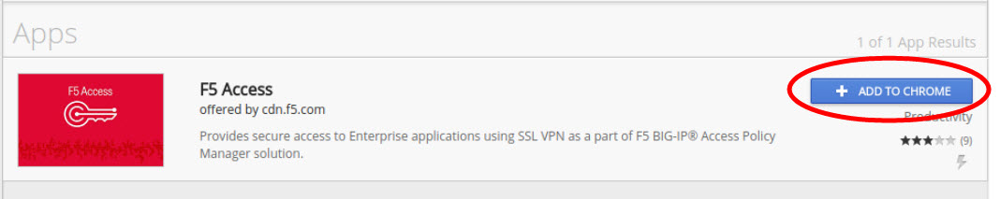 Apps
1 of 1 App Results
F5 Access
F5 Access
offered by cdn.f5.com
Provides secure access to Enterprise applications using SSL VPN as a part of F5 BIG-IP® Access Policy
Manager solution.
+ ADD TO CHROME
Productivity
★★★☆☆ (9)